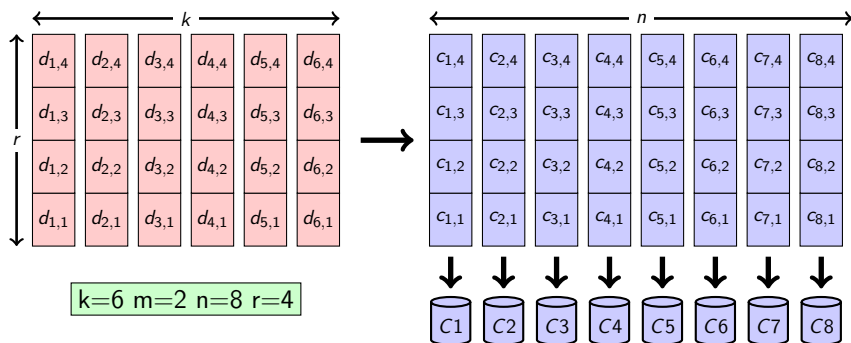 k
n
r
d1,4 d2,4 d3,4 d4,4 d5,4 d6,4
d1,3 d2,3 d3,3 d4,3 d5,3 d6,3
d1,2 d2,2 d3,2 d4,2 d5,2 d6,2
d1,1 d2,1 d3,1 d4,1 d5,1 d6,1
c1,4 c2,4 c3,4 c4,4 c5,4 c6,4 c7,4 c8,4
c1,3 c2,3 c3,3 c4,3 c5,3 c6,3 c7,3 c8,3
c1,2 c2,2 c3,2 c4,2 c5,2 c6,2 c7,2 c8,2
c1,1 c2,1 c3,1 c4,1 c5,1 c6,1 c7,1 c8,1
k=6 m=2 n=8 r=4
C1 C2 C3 C4 C5 C6 C7 C8